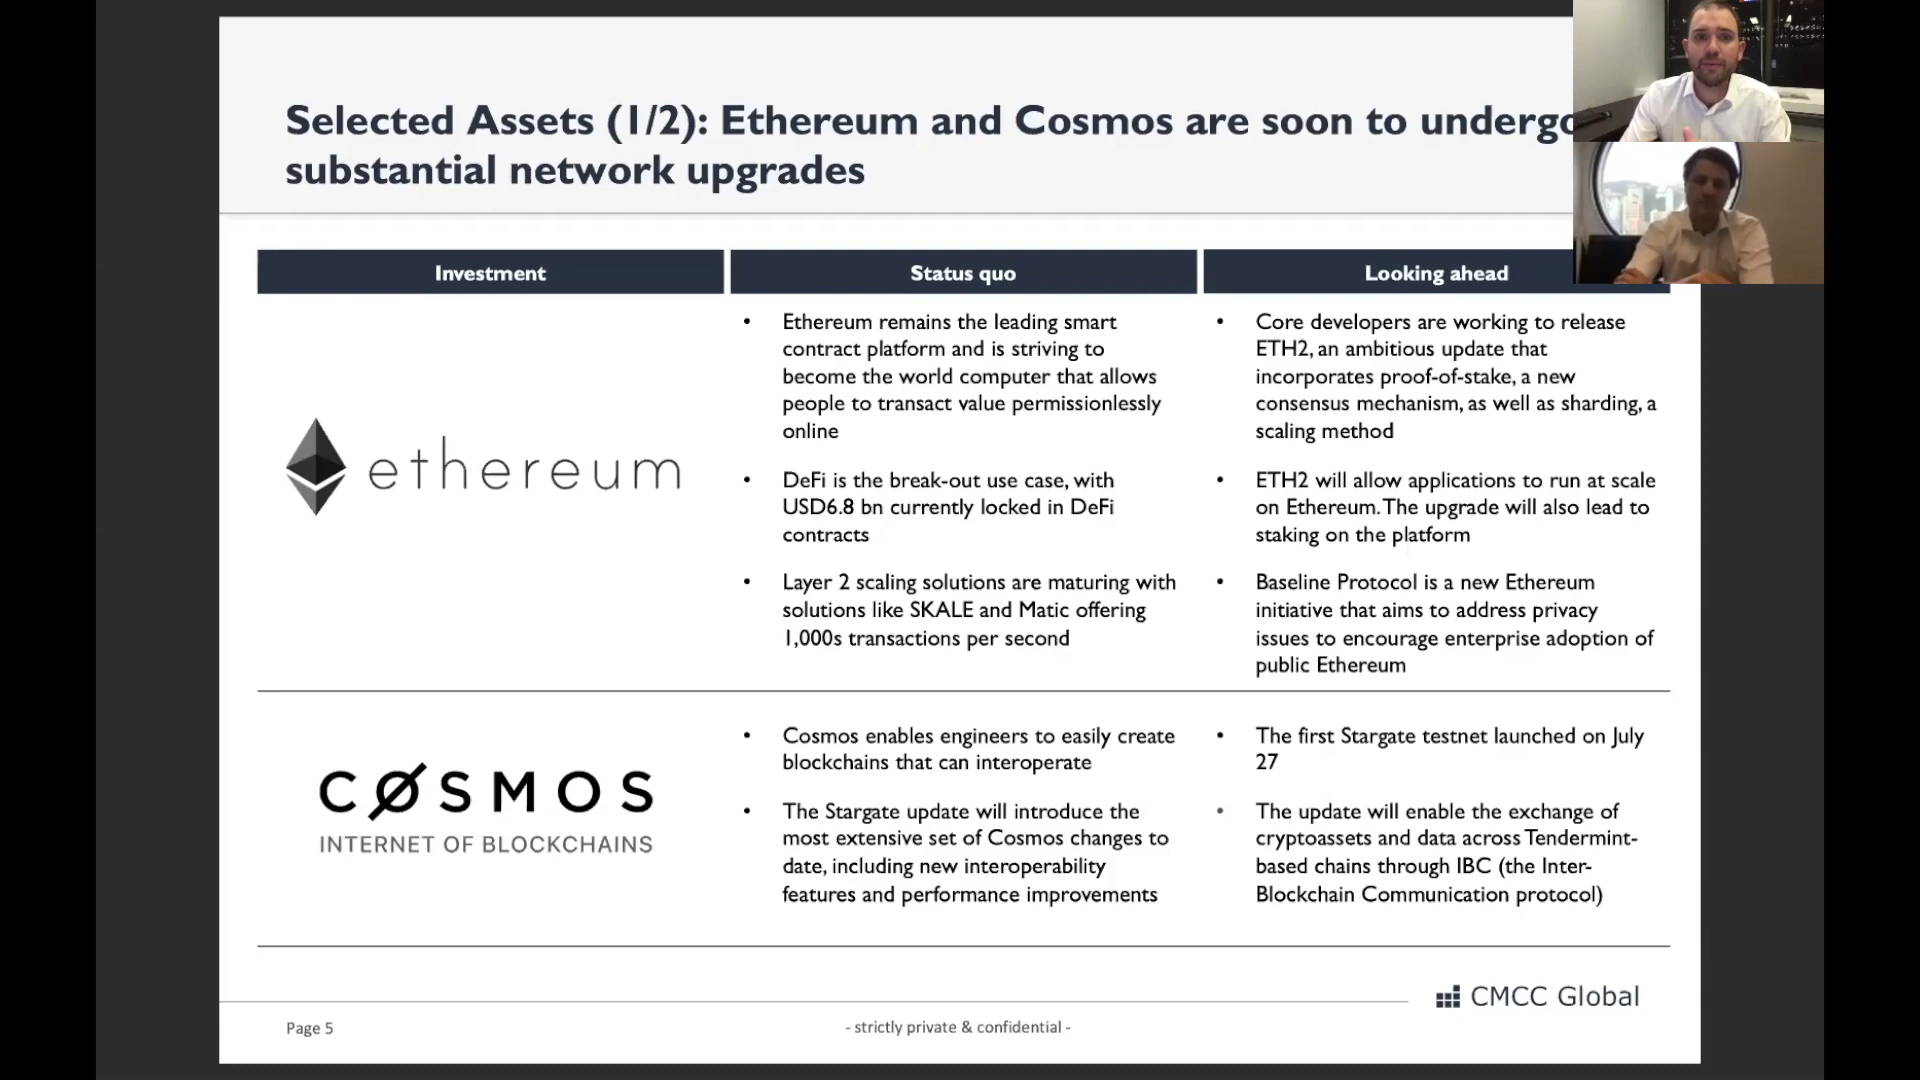 Selected Assets (1/2): Ethereum and Cosmos are soon to undergo
substantial network upgrades
Investment
Status quo
Looking ahead
ethereum
• Ethereum remains the leading smart
contract platform and is striving to
become the world computer that allows
people to transact value permissionlessly
online
• DeFi is the break-out use case, with
USD6.8 bn currently locked in DeFi
contracts
• Layer 2 scaling solutions are maturing with
solutions like SKALE and Matic offering
1,000s transactions per second
• Core developers are working to release
ETH2, an ambitious update that
incorporates proof-of-stake, a new
consensus mechanism, as well as sharding, a
scaling method
• ETH2 will allow applications to run at scale
on Ethereum. The upgrade will also lead to
staking on the platform
• Baseline Protocol is a new Ethereum
initiative that aims to address privacy
issues to encourage enterprise adoption of
public Ethereum
CØSMOS
INTERNET OF BLOCKCHAINS
• Cosmos enables engineers to easily create
blockchains that can interoperate
• The Stargate update will introduce the
most extensive set of Cosmos changes to
date, including new interoperability
features and performance improvements
• The first Stargate testnet launched on July
27
• The update will enable the exchange of
cryptoassets and data across Tendermint-
based chains through IBC (the Inter-
Blockchain Communication protocol)
CMCC Global
Page 5
- strictly private & confidential -